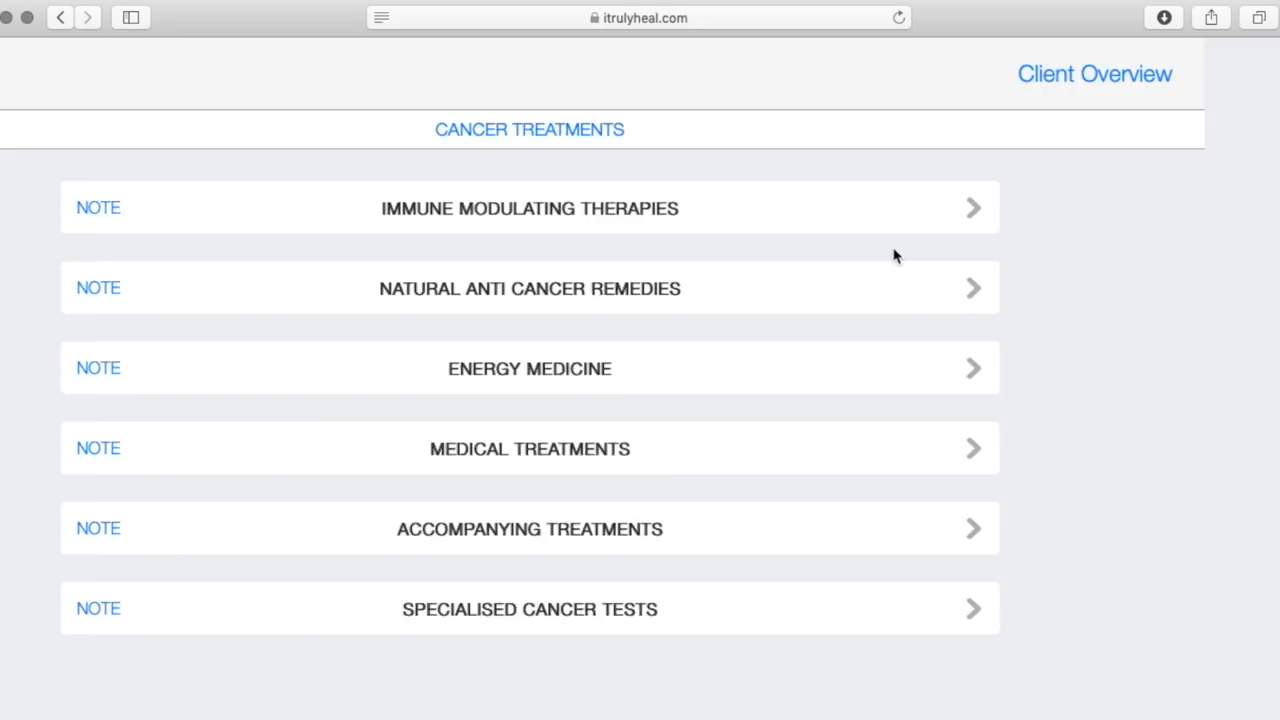 itrulyheal.com
Client Overview
CANCER TREATMENTS
NOTE IMMUNE MODULATING THERAPIES
NOTE NATURAL ANTI CANCER REMEDIES
NOTE ENERGY MEDICINE
NOTE MEDICAL TREATMENTS
NOTE ACCOMPANYING TREATMENTS
NOTE SPECIALISED CANCER TESTS